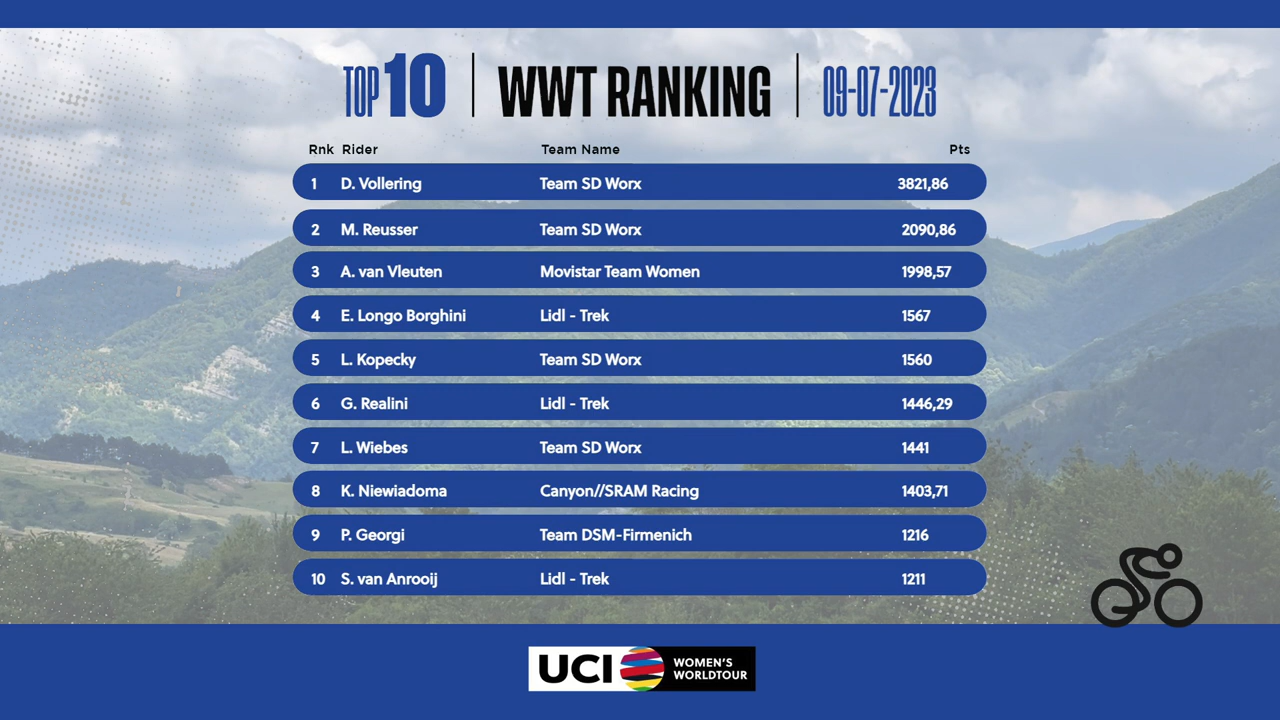 TOP 10 | WWT RANKING | 09-07-2023
Rnk Rider Team Name Pts
1 D. Vollering Team SD Worx 3821,86
2 M. Reusser Team SD Worx 2090,86
3 A. van Vleuten Movistar Team Women 1998,57
4 E. Longo Borghini Lidl - Trek 1567
5 L. Kopecky Team SD Worx 1560
6 G. Realini Lidl - Trek 1446,29
7 L. Wiebes Team SD Worx 1441
8 K. Niewiadoma Canyon//SRAM Racing 1403,71
9 P. Georgi Team DSM-Firmenich 1216
10 S. van Anrooij Lidl - Trek 1211
UCI WOMEN'S
WORLDTOUR